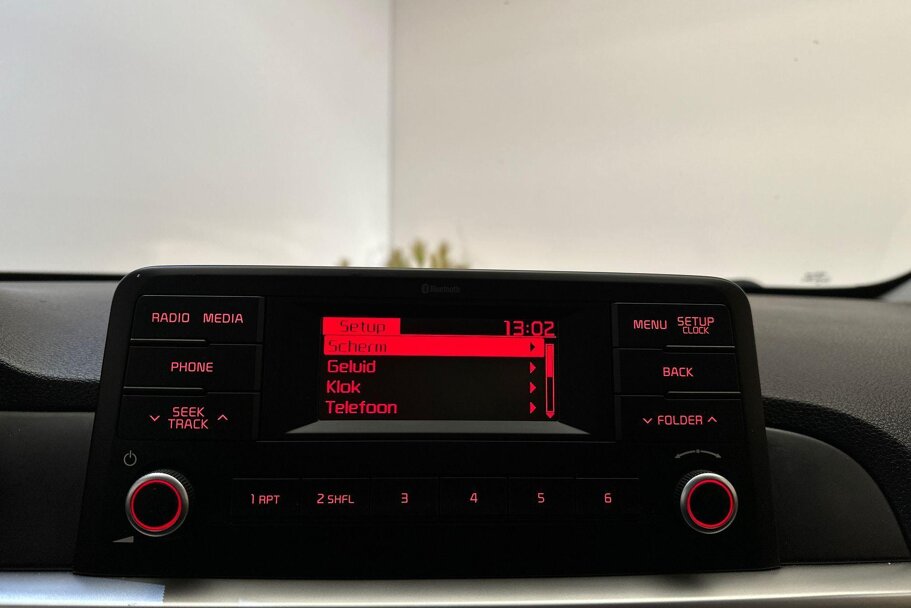 Bluetooth
RADIO MEDIA
PHONE
SEEK
TRACK
Setup 13:02
Scherm
Geluid
Klok
Telefoon
MENU SETUP
CLOCK
BACK
FOLDER
1 RPT 2 SHFL 3 4 5 6